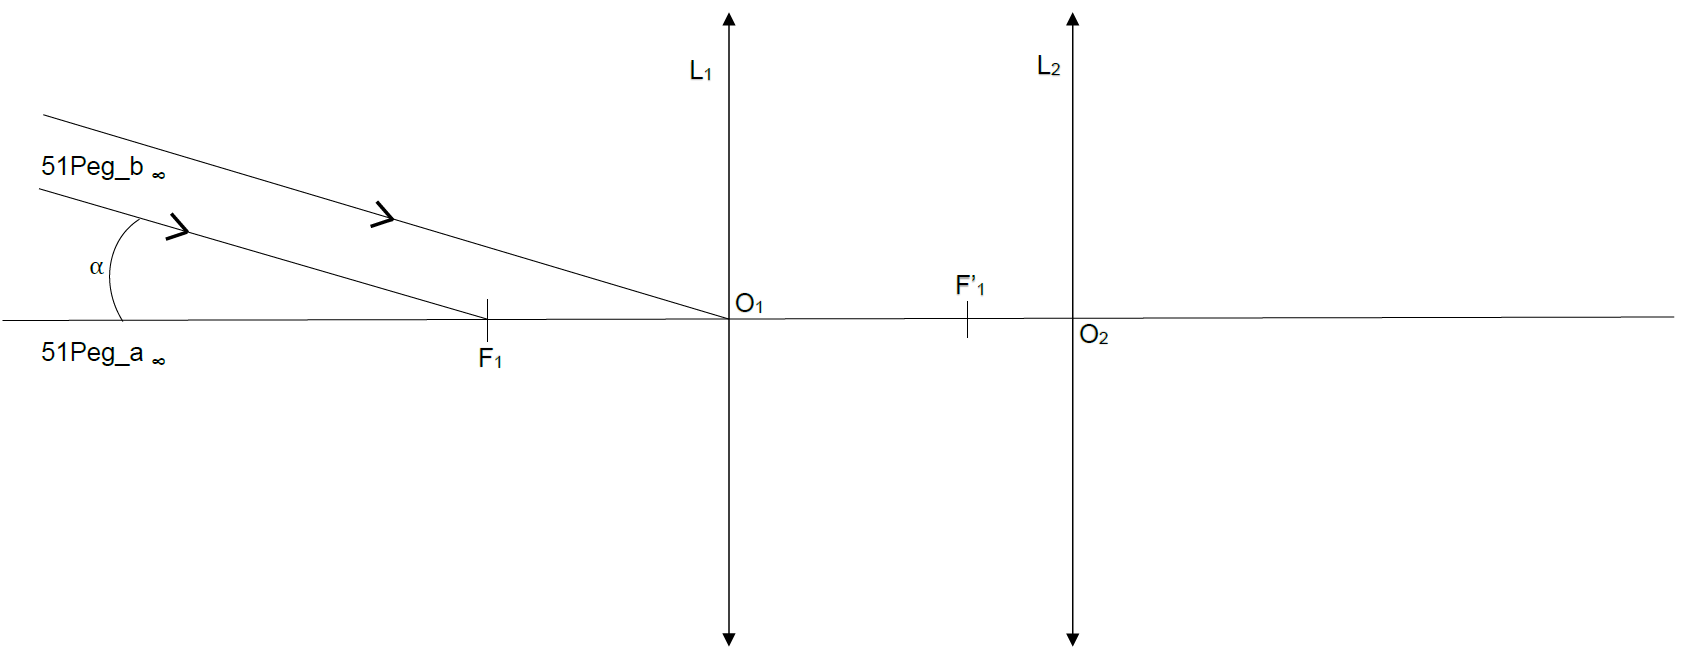 L₁
L₂
51Peg_b ∞
α
F'₁
O₁
O₂
51Peg_a ∞
F₁